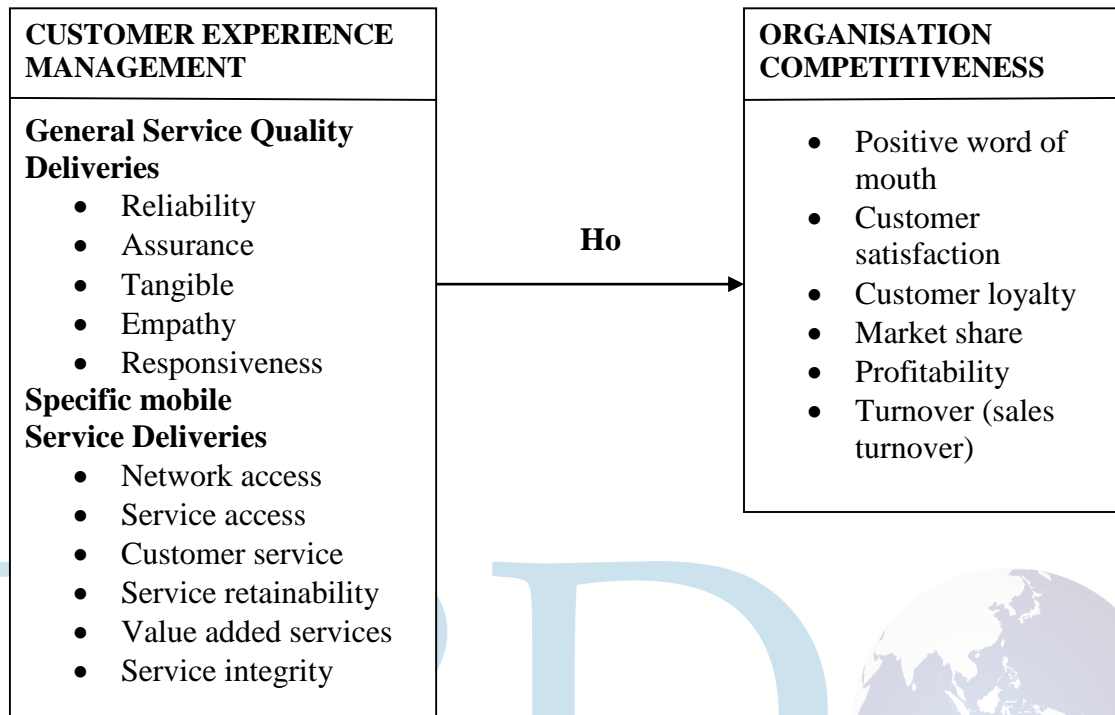 CUSTOMER EXPERIENCE
MANAGEMENT
General Service Quality
Deliveries
• Reliability
• Assurance
• Tangible
• Empathy
• Responsiveness
Specific mobile
Service Deliveries
• Network access
• Service access
• Customer service
• Service retainability
• Value added services
• Service integrity
Ho
ORGANISATION
COMPETITIVENESS
• Positive word of
mouth
• Customer
satisfaction
• Customer loyalty
• Market share
• Profitability
• Turnover (sales
turnover)